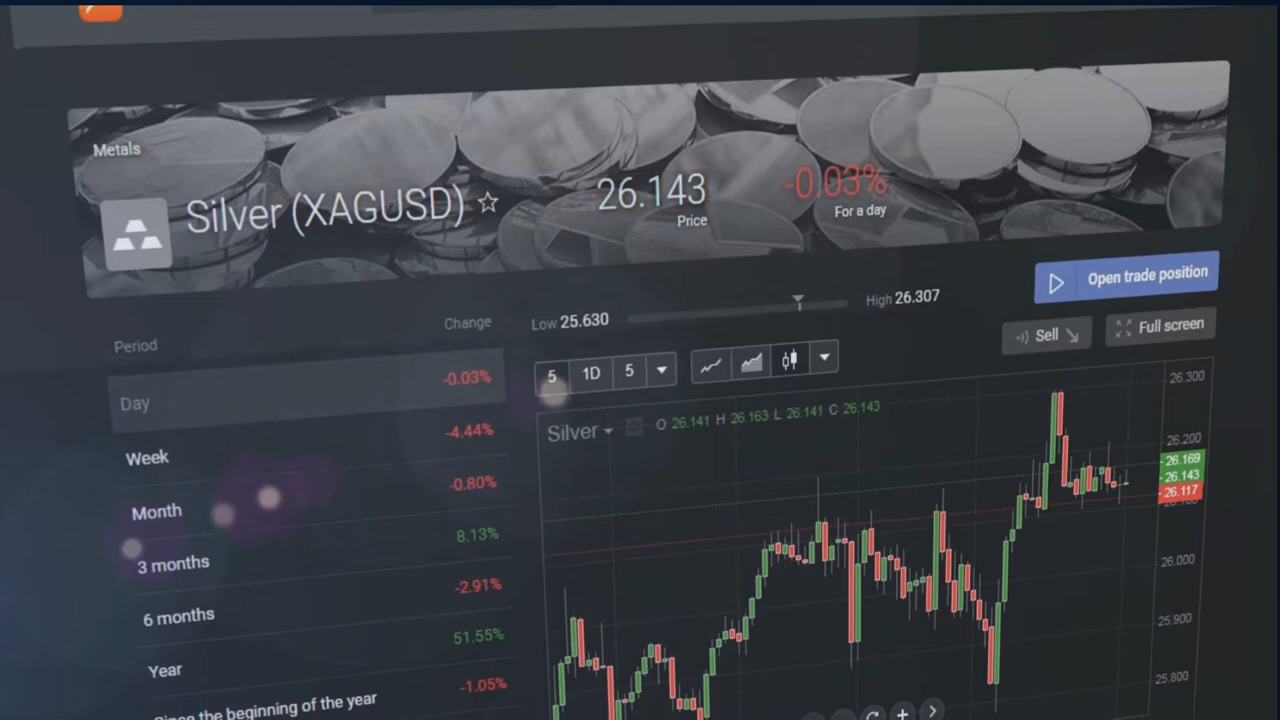 Metals
Silver (XAGUSD)
26.143
Price
-0.03%
For a day
Open trade position
Period
Change
Low 25.630
High 26.307
Sell
Full screen
Day
-0.03%
Week
-4.44%
Month
-0.80%
3 months
8.13%
6 months
-2.91%
Year
51.55%
Since the beginning of the year
-1.05%
5
1D
5
Silver
O 26.141 H 26.163 L 26.141 C 26.143
26.300
26.200
26.169
26.143
26.117
26.000
25.900
25.800